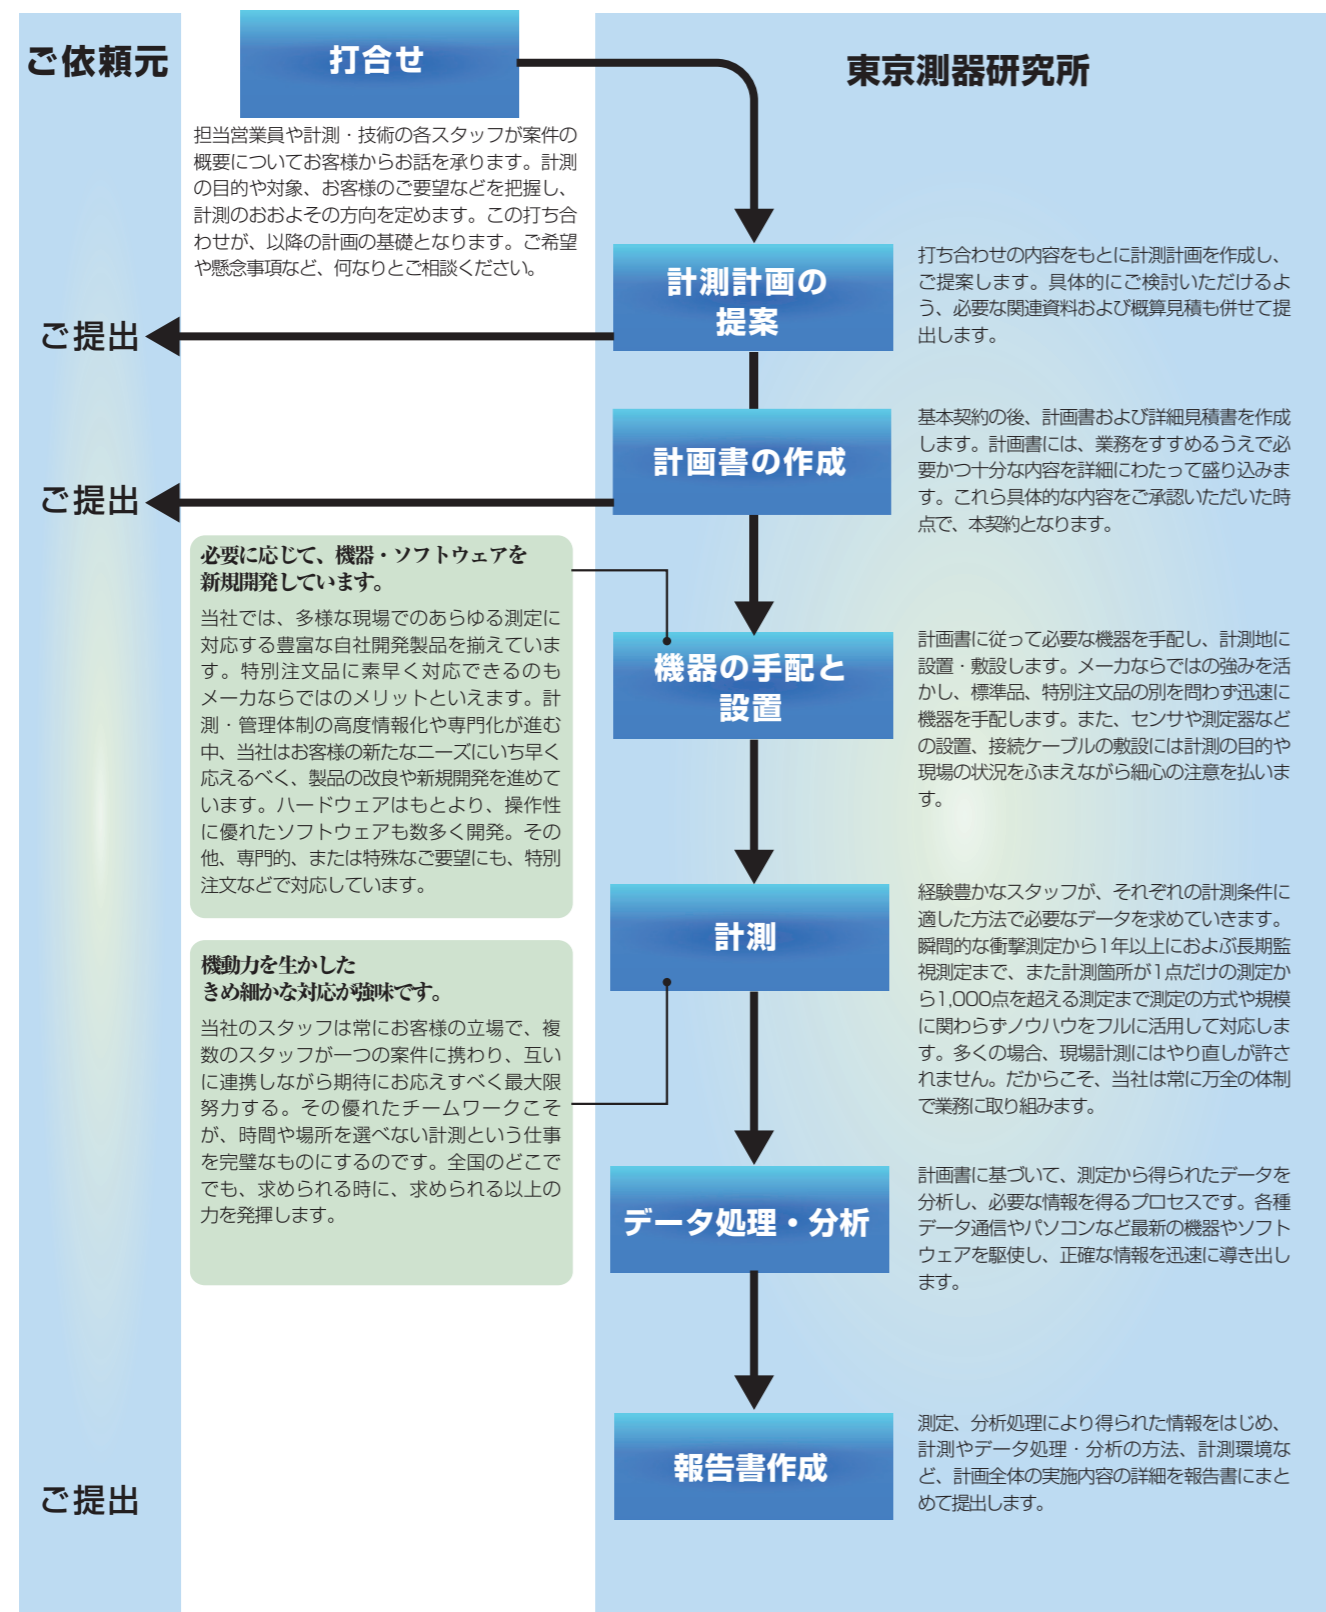 ご依頼元
打合せ
東京測器研究所
担当営業員や計測・技術の各スタッフが案件の
概要についてお客様からお話を承ります。計測
の目的や対象、お客様のご要望などを把握し、
計測のおおよその方向を定めます。この打ち合
わせが、以降の計画の基礎となります。ご希望
や懸念事項など、何なりとご相談ください。
計測計画の
提案
打ち合わせの内容をもとに計測計画を作成し、
ご提案します。具体的にご検討いただけるよ
う、必要な関連資料および概算見積も併せて提
出します。
ご提出
計画書の作成
基本契約の後、計画書および詳細見積書を作成
します。計画書には、業務をすすめるうえで必
要かつ十分な内容を詳細にわたって盛り込みま
す。これら具体的な内容をご承認いただいた時
点で、本契約となります。
ご提出
必要に応じて、機器・ソフトウェアを
新規開発しています。
当社では、多様な現場でのあらゆる測定に
対応する豊富な自社開発製品を揃えていま
す。特別注文品に素早く対応できるのも
メーカならではのメリットといえます。計
測・管理体制の高度情報化や専門化が進む
中、当社はお客様の新たなニーズにいち早く
応えるべく、製品の改良や新規開発を進めて
います。ハードウェアはもとより、操作性
に優れたソフトウェアも数多く開発。その
他、専門的、または特殊なご要望にも、特別
注文などで対応しています。
機器の手配と
設置
計画書に従って必要な機器を手配し、計測地に
設置・敷設します。メーカならではの強みを活
かし、標準品、特別注文品の別を問わず迅速に
機器を手配します。また、センサや測定器など
の設置、接続ケーブルの敷設には計測の目的や
現場の状況をふまえながら細心の注意を払いま
す。
計測
経験豊かなスタッフが、それぞれの計測条件に
適した方法で必要なデータを求めていきます。
瞬間的な衝撃測定から1年以上におよぶ長期監
視測定まで、また計測箇所が1点だけの測定か
ら1,000点を超える測定まで測定の方式や規模
に関わらずノウハウをフルに活用して対応しま
す。多くの場合、現場計測にはやり直しが許さ
れません。だからこそ、当社は常に万全の体制
で業務に取り組みます。
機動力を生かした
きめ細かな対応が強味です。
当社のスタッフは常にお客様の立場で、複
数のスタッフが一つの案件に携わり、互い
に連携しながら期待にお応えすべく最大限
努力する。その優れたチームワークこそ
が、時間や場所を選べない計測という仕事
を完璧なものにするのです。全国のどこで
でも、求められる時に、求められる以上の
力を発揮します。
データ処理・分析
計画書に基づいて、測定から得られたデータを
分析し、必要な情報を得るプロセスです。各種
データ通信やパソコンなど最新の機器やソフト
ウェアを駆使し、正確な情報を迅速に導き出し
ます。
報告書作成
測定、分析処理により得られた情報をはじめ、
計測やデータ処理・分析の方法、計測環境な
ど、計画全体の実施内容の詳細を報告書にまと
めて提出します。
ご提出